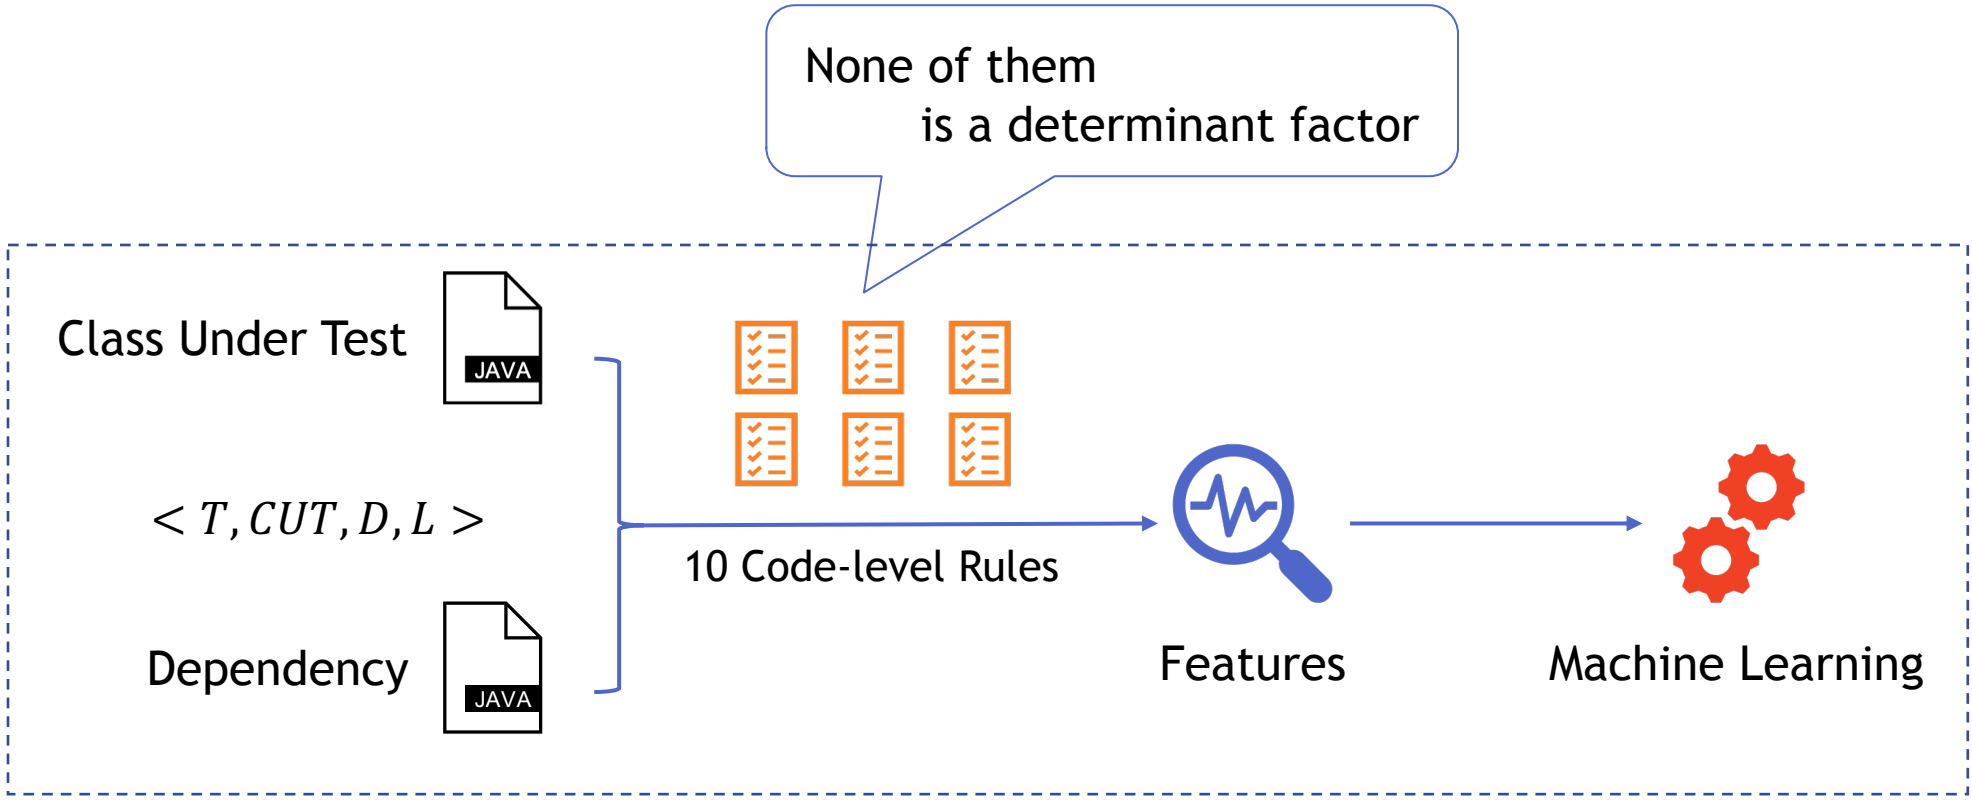 None of them
is a determinant factor
Class Under Test
JAVA
< T, CUT, D, L >
10 Code-level Rules
Dependency
JAVA
Features
Machine Learning